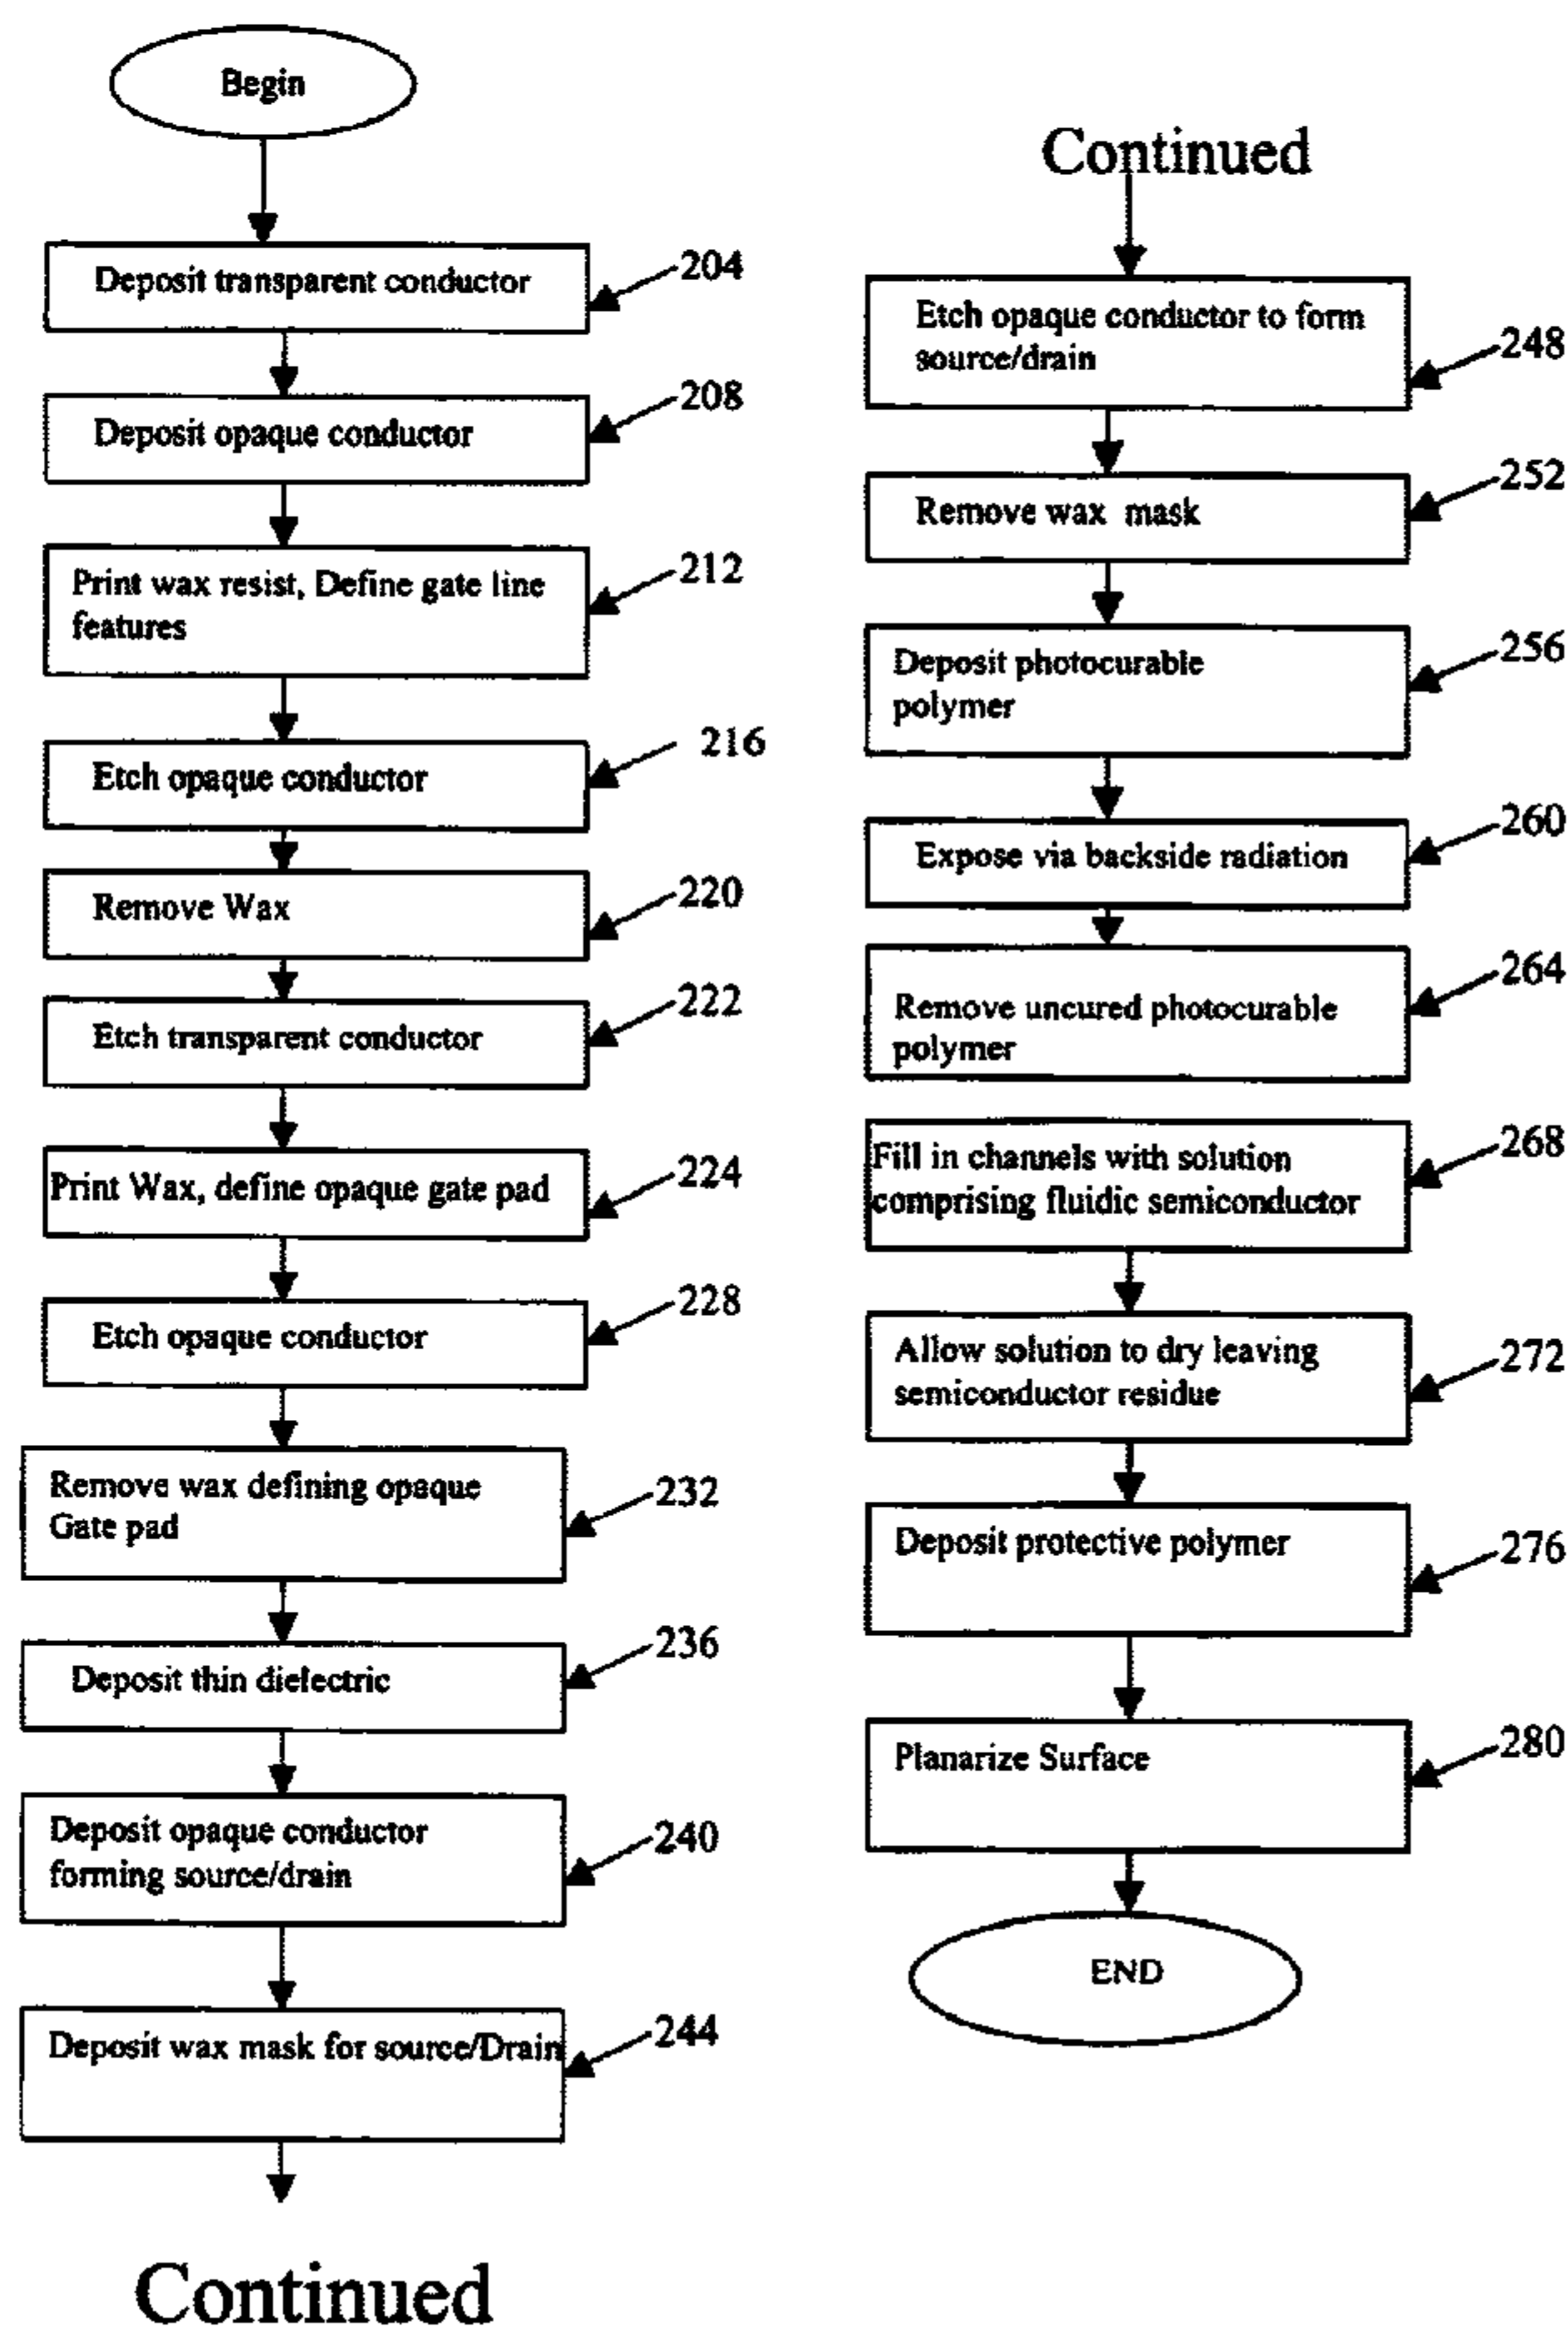 Begin
Deposit transparent conductor
204
Deposit opaque conductor
208
Print wax resist, Define gate line
features
212
Etch opaque conductor
216
Remove Wax
220
Etch transparent conductor
222
Print Wax, define opaque gate pad
224
Etch opaque conductor
228
Remove wax defining opaque
Gate pad
232
Deposit thin dielectric
236
Deposit opaque conductor
forming source/drain
240
Deposit wax mask for source/Drain
244
Continued
Continued
Etch opaque conductor to form
source/drain
248
Remove wax mask
252
Deposit photocurable
polymer
256
Expose via backside radiation
260
Remove uncured photocurable
polymer
264
Fill in channels with solution
comprising fluidic semiconductor
268
Allow solution to dry leaving
semiconductor residue
272
Deposit protective polymer
276
Planarize Surface
280
END